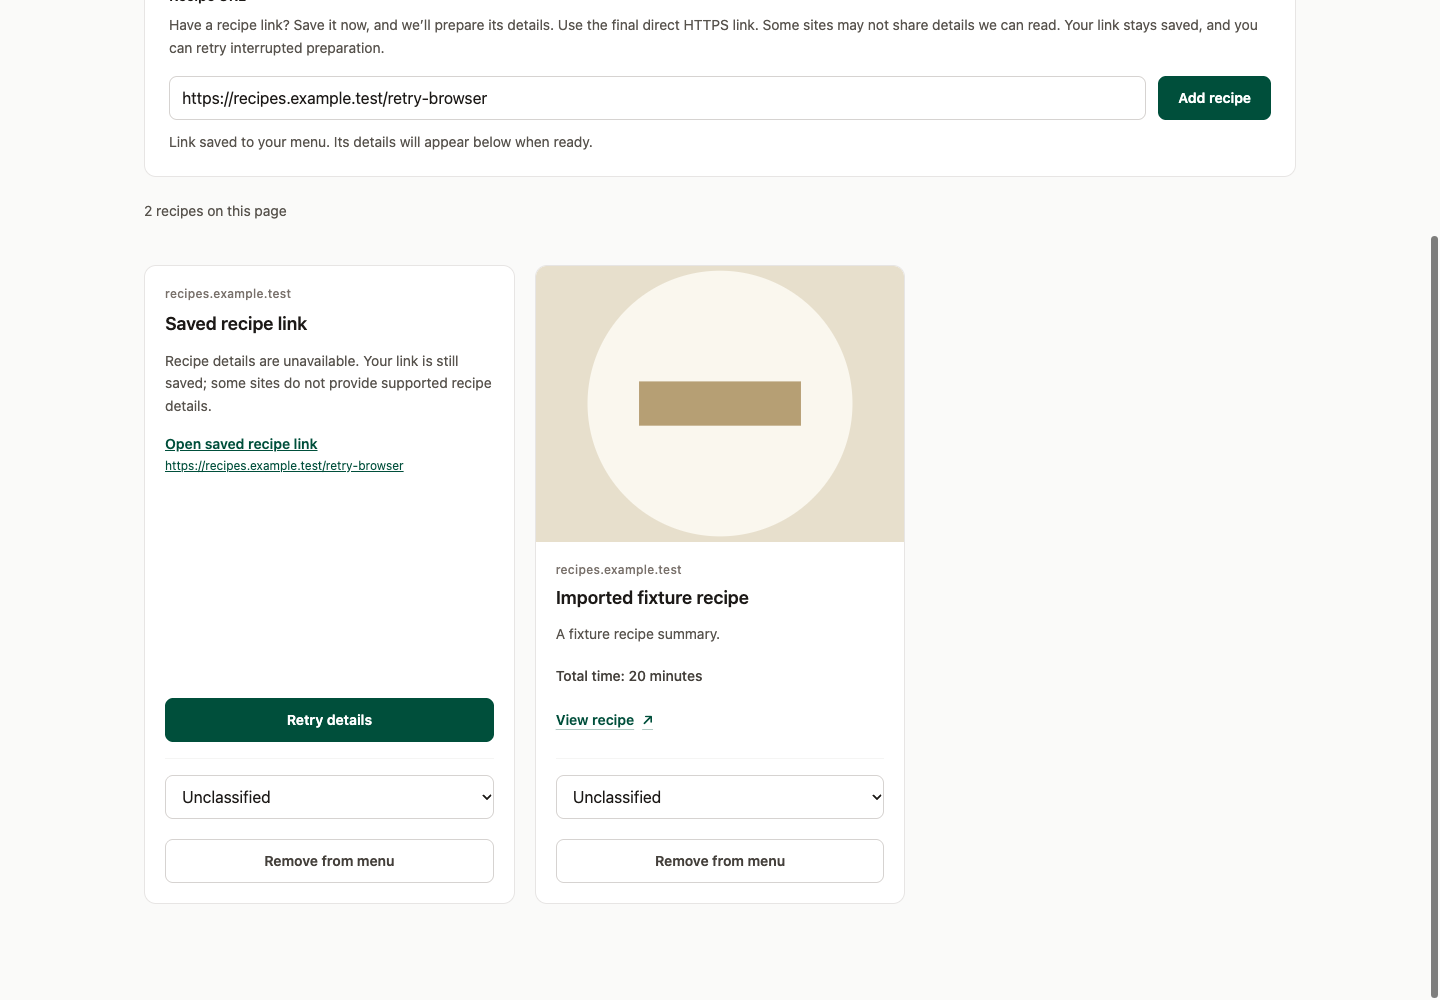 Recipe URL
Have a recipe link? Save it now, and we’ll prepare its details. Use the final direct HTTPS link. Some sites may not share details we can read. Your link stays saved, and you
can retry interrupted preparation.
https://recipes.example.test/retry-browser
Add recipe
Link saved to your menu. Its details will appear below when ready.
2 recipes on this page
recipes.example.test
Saved recipe link
Recipe details are unavailable. Your link is still
saved; some sites do not provide supported recipe
details.
Open saved recipe link
https://recipes.example.test/retry-browser
Retry details
Unclassified
Remove from menu
recipes.example.test
Imported fixture recipe
A fixture recipe summary.
Total time: 20 minutes
View recipe ↗
Unclassified
Remove from menu